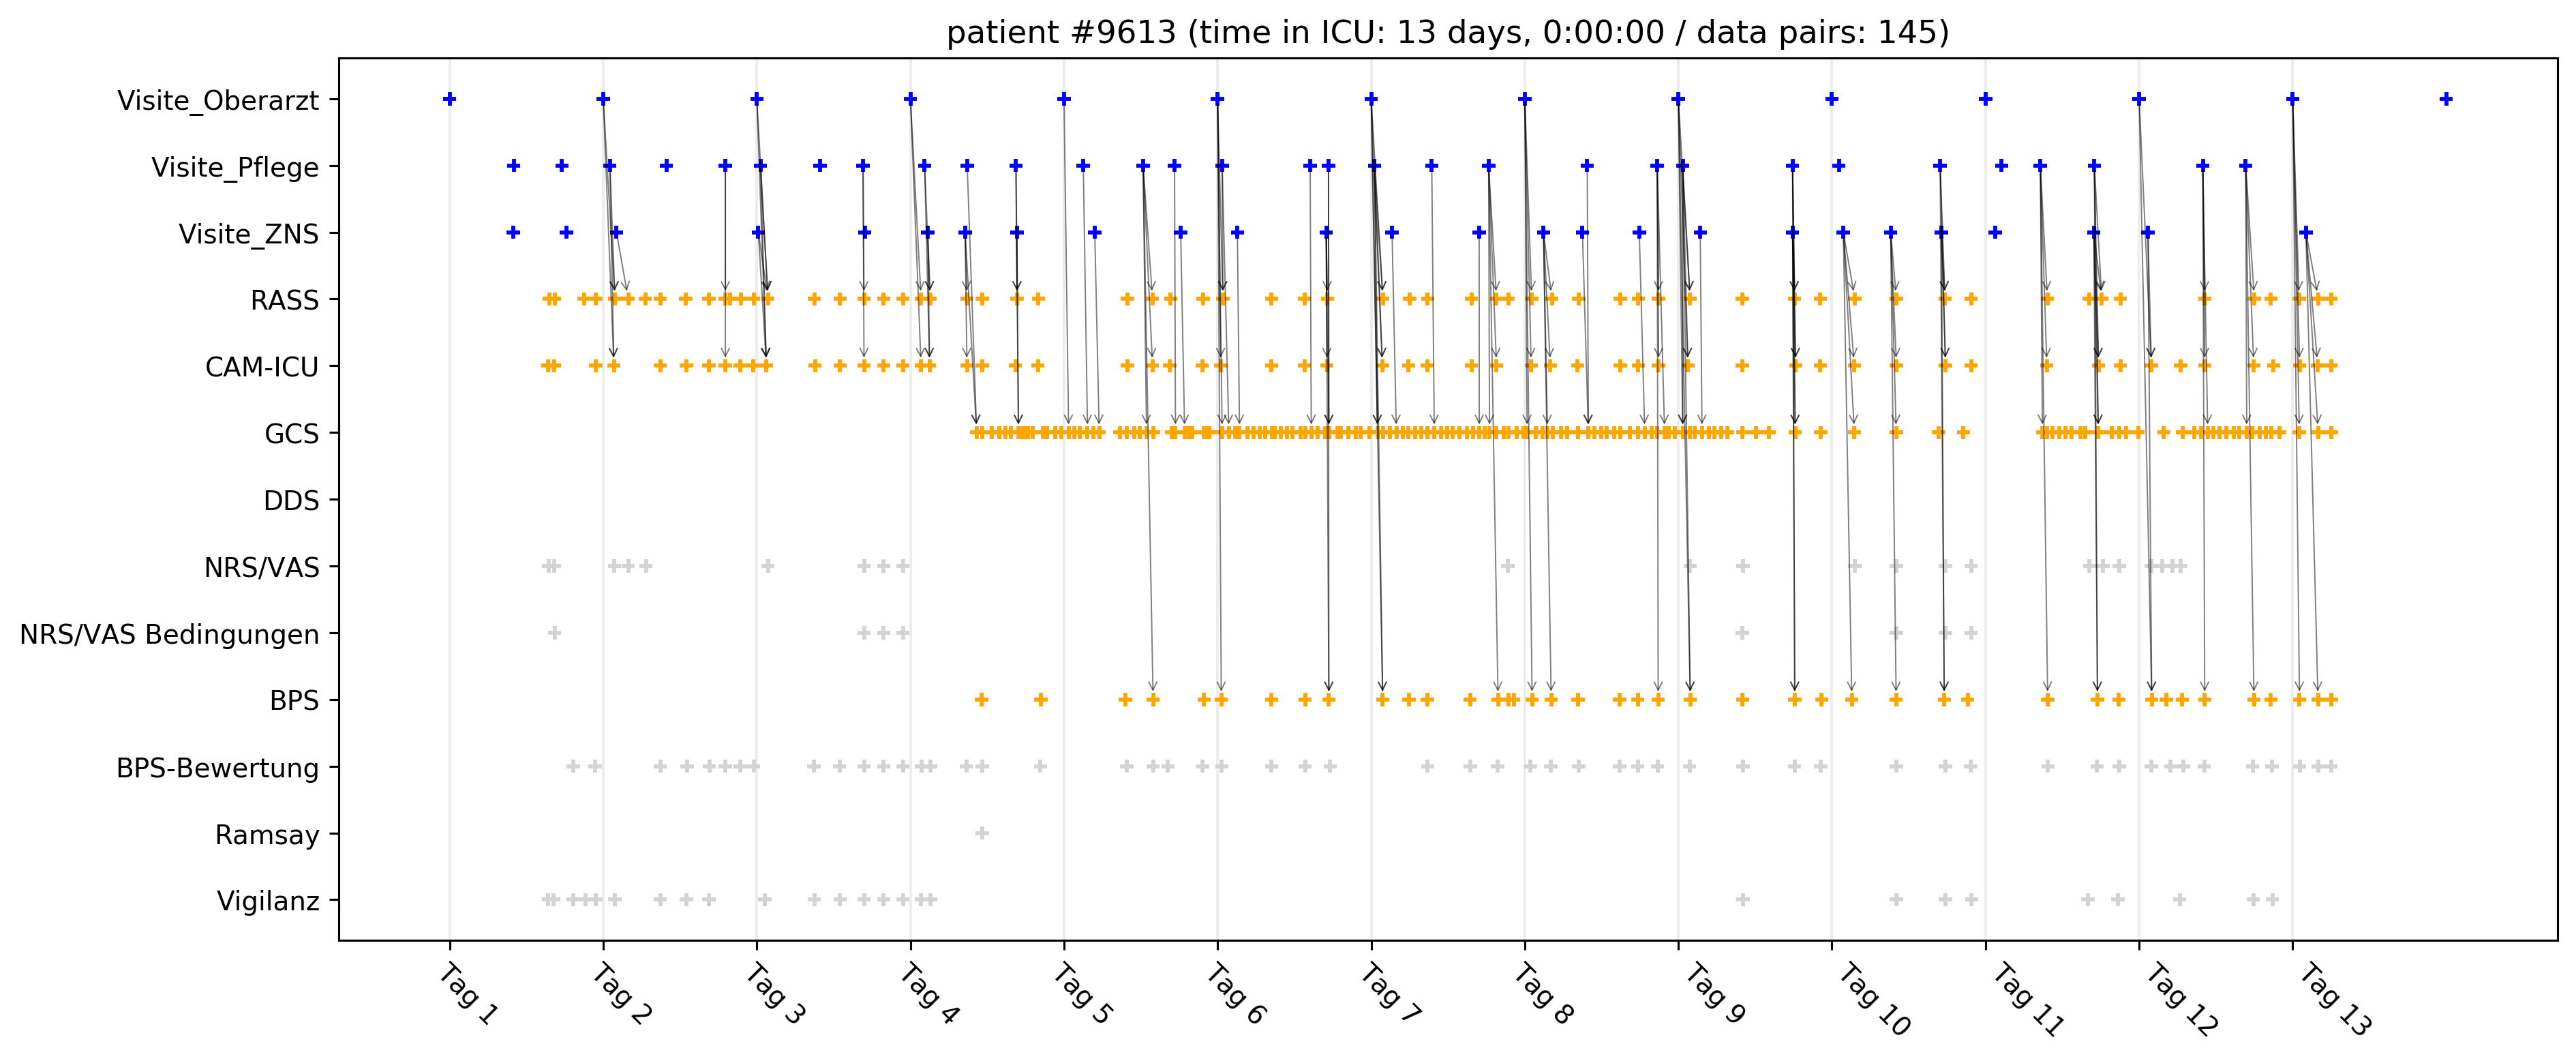 patient #9613 (time in ICU: 13 days, 0:00:00 / data pairs: 145)
Visite_Oberarzt
Visite_Pflege
Visite_ZNS
RASS
CAM-ICU
GCS
DDS
NRS/VAS
NRS/VAS Bedingungen
BPS
BPS-Bewertung
Ramsay
Vigilanz
Tag 1
Tag 2
Tag 3
Tag 4
Tag 5
Tag 6
Tag 7
Tag 8
Tag 9
Tag 10
Tag 11
Tag 12
Tag 13